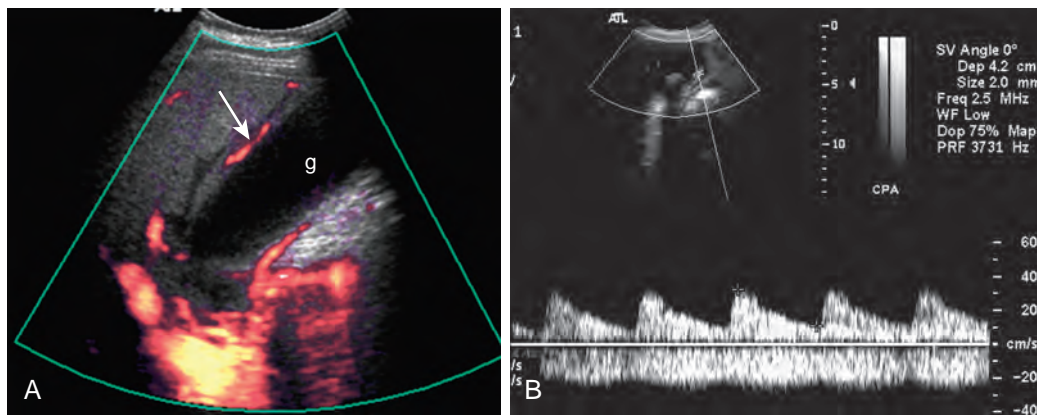 g
A
ATL
1
SV Angle 0°
Dep 4.2 cm
Size 2.0 mm
Freq 2.5 MHz
WF Low
Dop 75% Map
PRF 3731 Hz
0
5
10
CPA
60
40
20
cm/s
-20
-40
/s
/s
B